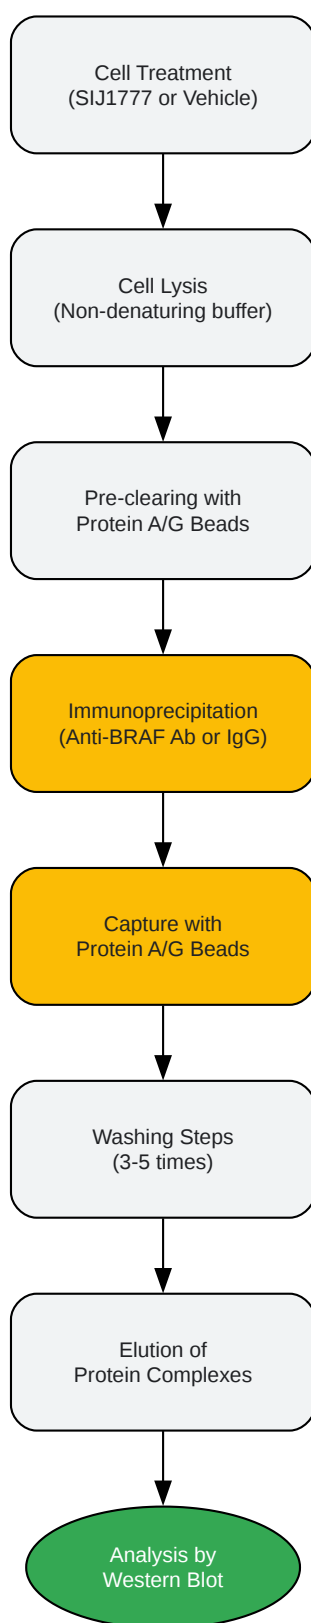 Cell Treatment
(SIJ1777 or Vehicle)
Cell Lysis
(Non-denaturing buffer)
Pre-clearing with
Protein A/G Beads
Immunoprecipitation
(Anti-BRAF Ab or IgG)
Capture with
Protein A/G Beads
Washing Steps
(3-5 times)
Elution of
Protein Complexes
Analysis by
Western Blot